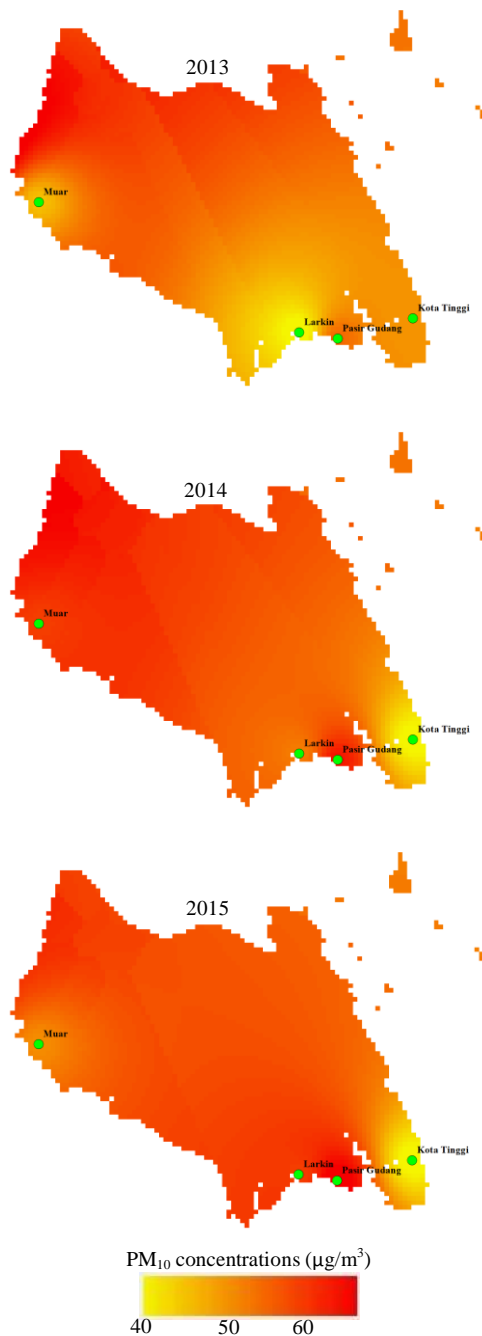 2013
Muar
Larkin
Pasir Gudang
Kota Tinggi
2014
Muar
Larkin
Pasir Gudang
Kota Tinggi
2015
Muar
Larkin
Pasir Gudang
Kota Tinggi
PM₁₀ concentrations (µg/m³)
40 50 60